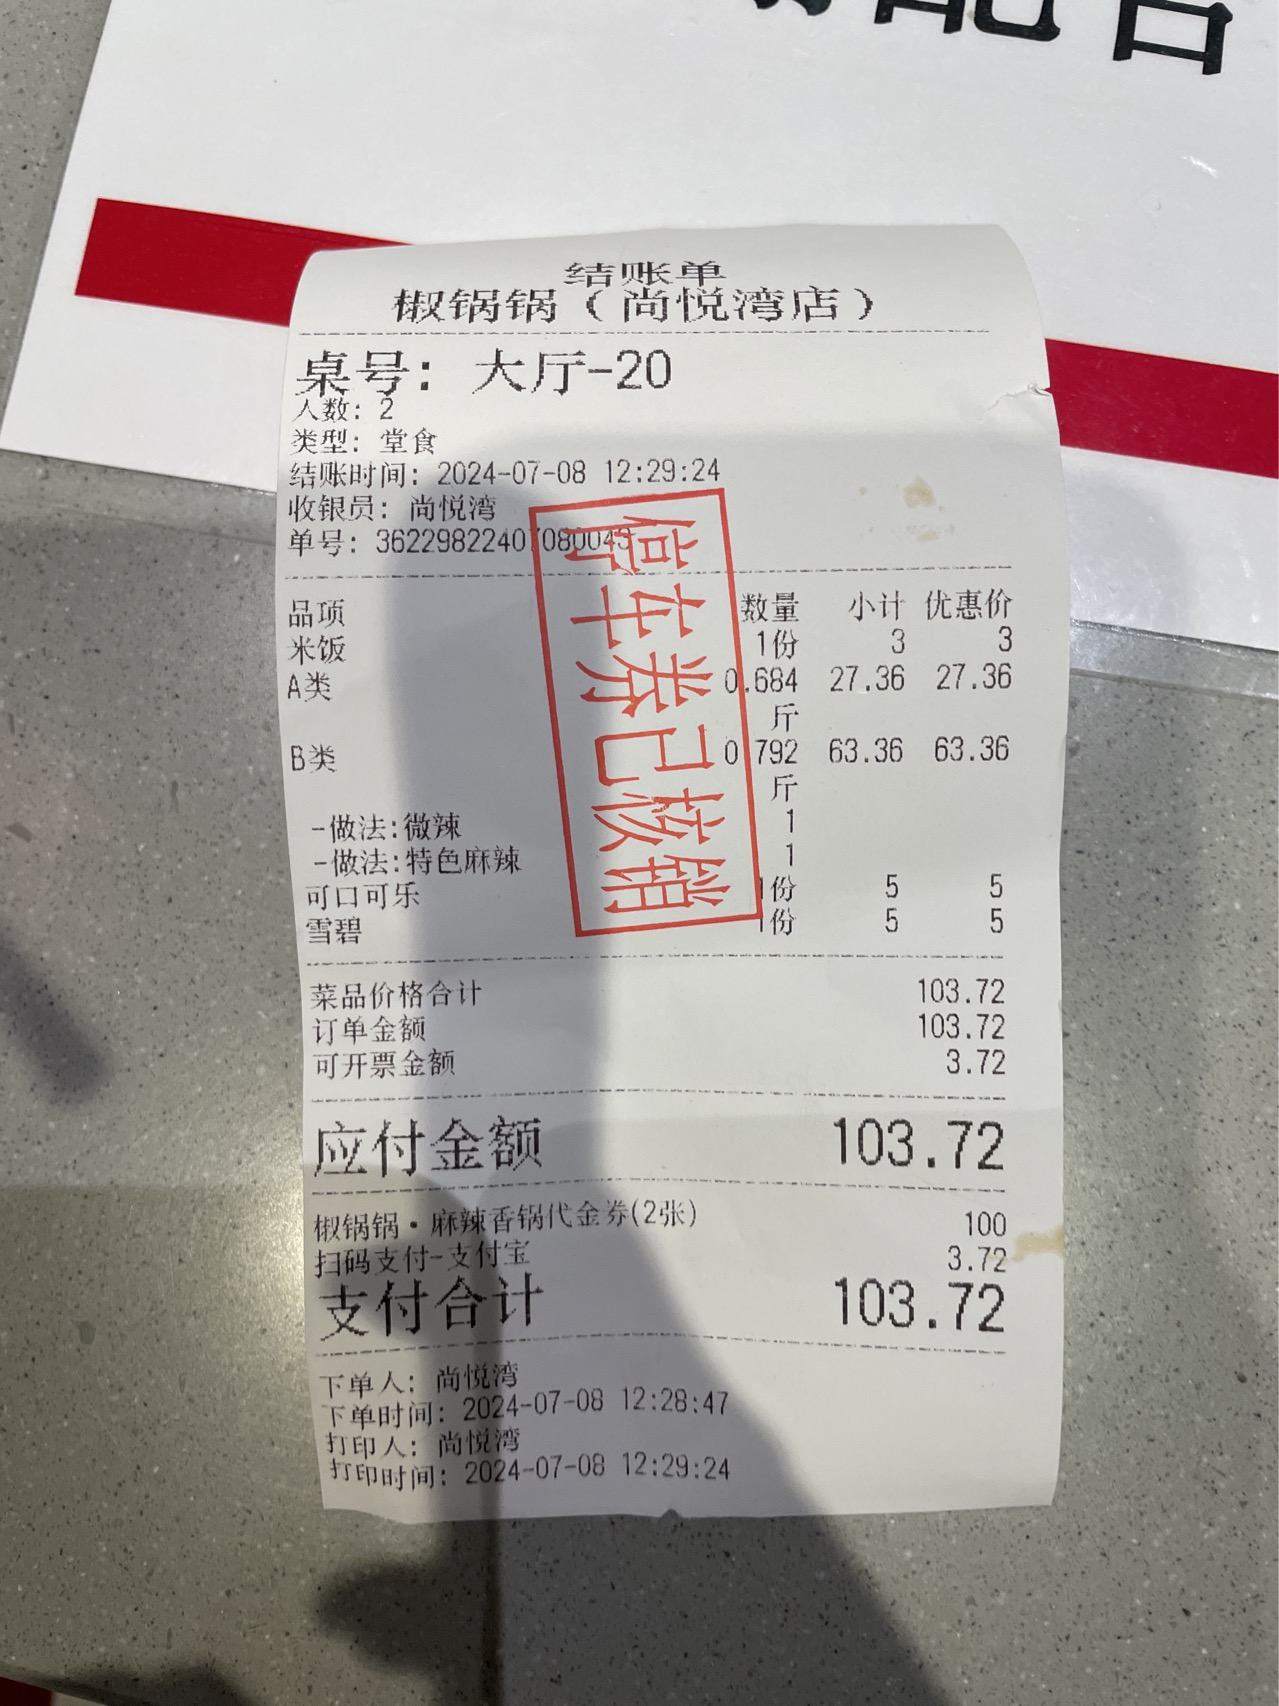 配合
结账单
椒锅锅（尚悦湾店）
桌号: 大厅-20
人数: 2
类型: 堂食
结账时间: 2024-07-08 12:29:24
收银员: 尚悦湾
单号: 36229822407080043
停车券已核销
品项 数量 小计 优惠价
米饭 1份 3 3
A类 0.684 27.36 27.36
斤
B类 0.792 63.36 63.36
斤
-做法:微辣 1
-做法:特色麻辣 1
可口可乐 1份 5 5
雪碧 1份 5 5
菜品价格合计 103.72
订单金额 103.72
可开票金额 3.72
应付金额 103.72
椒锅锅·麻辣香锅代金券(2张) 100
扫码支付-支付宝 3.72
支付合计 103.72
下单人: 尚悦湾
下单时间: 2024-07-08 12:28:47
打印人: 尚悦湾
打印时间: 2024-07-08 12:29:24